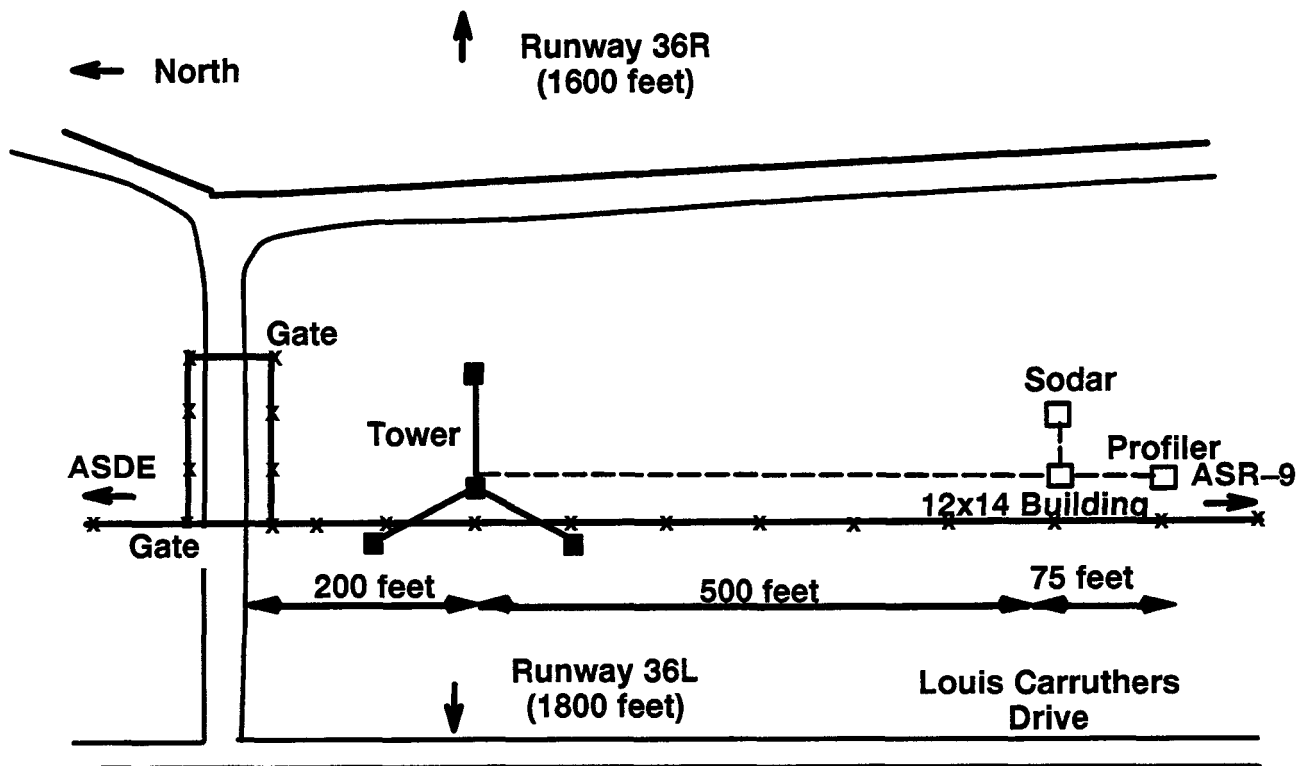 Runway 36R
(1600 feet)
North
Gate
Sodar
Tower
Profiler
ASDE
ASR–9
12x14 Building
Gate
200 feet
500 feet
75 feet
Runway 36L
(1800 feet)
Louis Carruthers
Drive